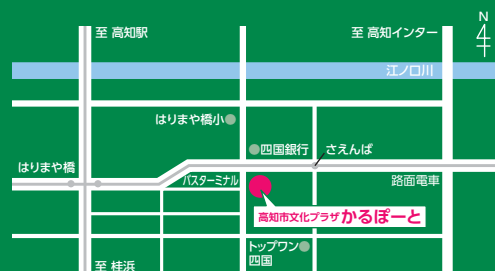 至 高知駅
至 高知インター
N
江ノ口川
はりまや橋小
四国銀行
さえんば
はりまや橋
バスターミナル
路面電車
高知市文化プラザかるぽーと
トップワン
四国
至 桂浜